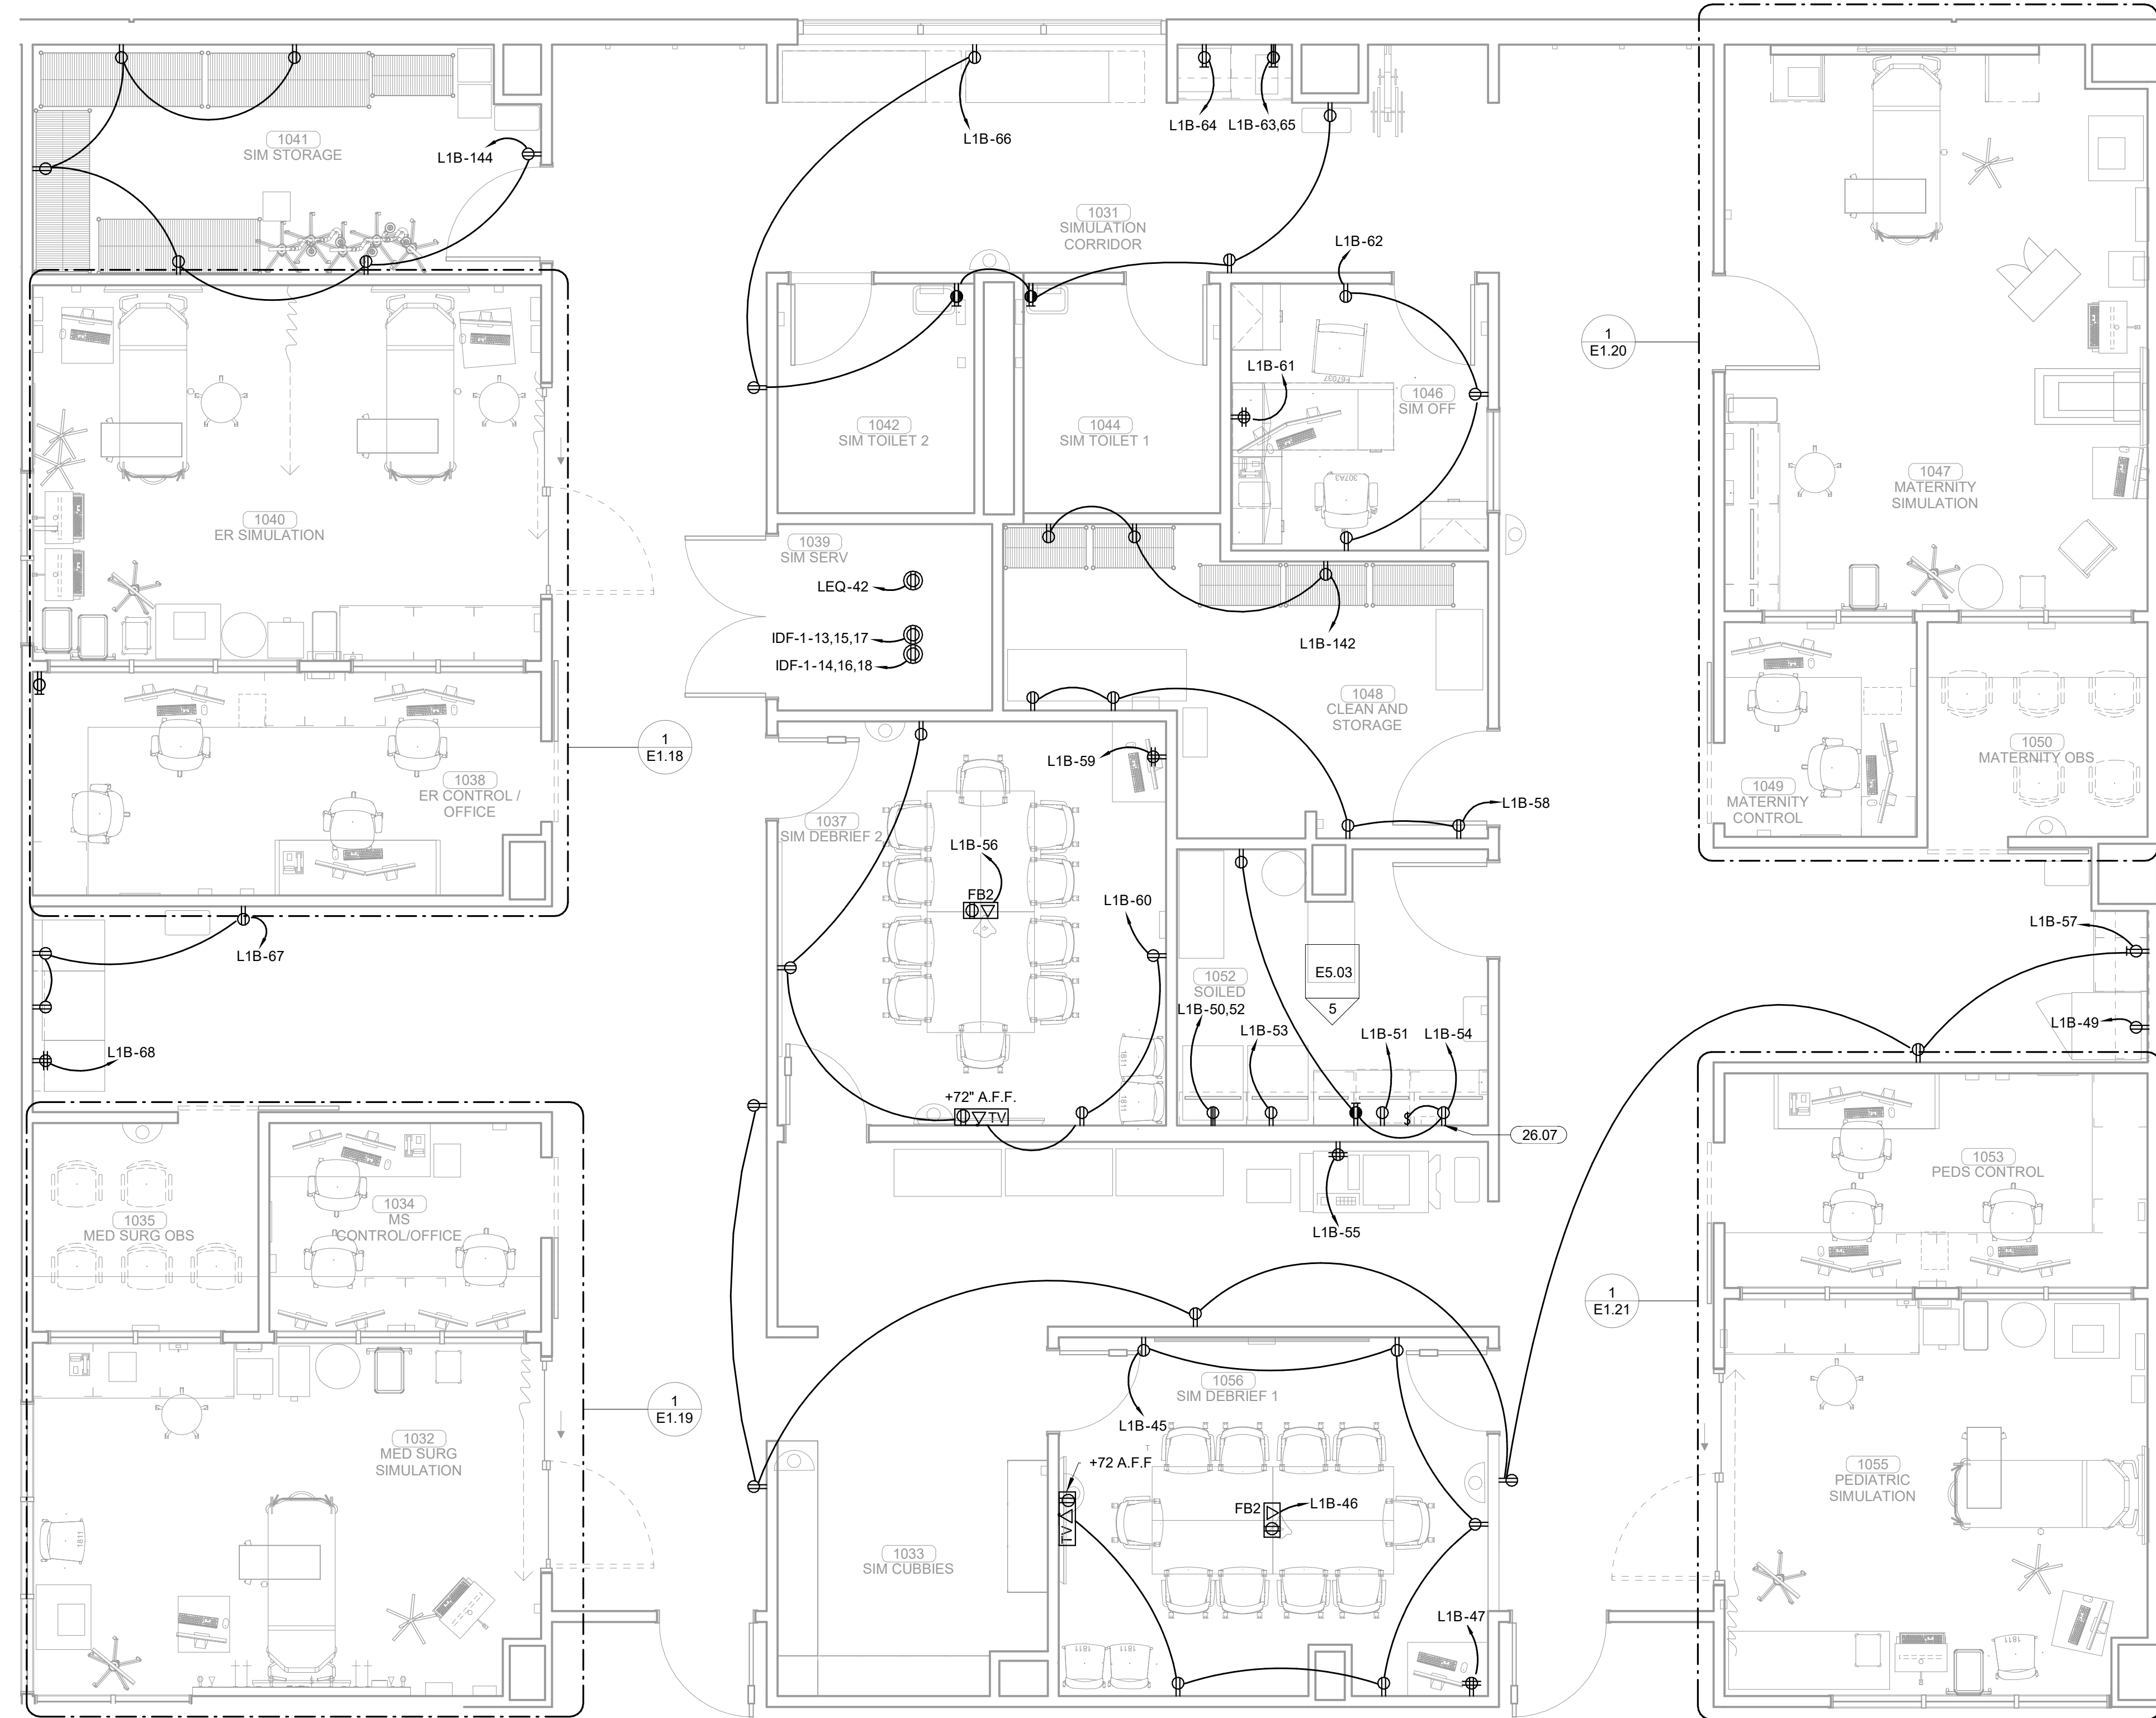 L1B-66
L1B-64
L1B-63,65
1041
SIM STORAGE
L1B-144
1031
SIMULATION
CORRIDOR
L1B-62
1
E1.20
L1B-61
F67037
1046
SIM OFF
1042
SIM TOILET 2
1044
SIM TOILET 1
307A3
1047
MATERNITY
SIMULATION
1040
ER SIMULATION
1039
SIM SERV
LEQ-42
IDF-1-13,15,17
IDF-1-14,16,18
L1B-142
1048
CLEAN AND
STORAGE
1
E1.18
1038
ER CONTROL /
OFFICE
L1B-59
1050
MATERNITY OBS
1049
MATERNITY
CONTROL
L1B-58
1037
SIM DEBRIEF 2
L1B-56
FB2
L1B-60
L1B-67
L1B-57
1052
SOILED
E5.03
5
L1B-50,52
L1B-53
L1B-51
L1B-54
L1B-49
L1B-68
1811
1811
+72" A.F.F.
TV
$
26.07
1053
PEDS CONTROL
1035
MED SURG OBS
1034
MS
CONTROL/OFFICE
L1B-55
1
E1.21
1
E1.19
1056
SIM DEBRIEF 1
L1B-45
T
+72 A.F.F
1032
MED SURG
SIMULATION
1055
PEDIATRIC
SIMULATION
TV
FB2
L1B-46
1811
1033
SIM CUBBIES
L1B-47
1811
1811
1811